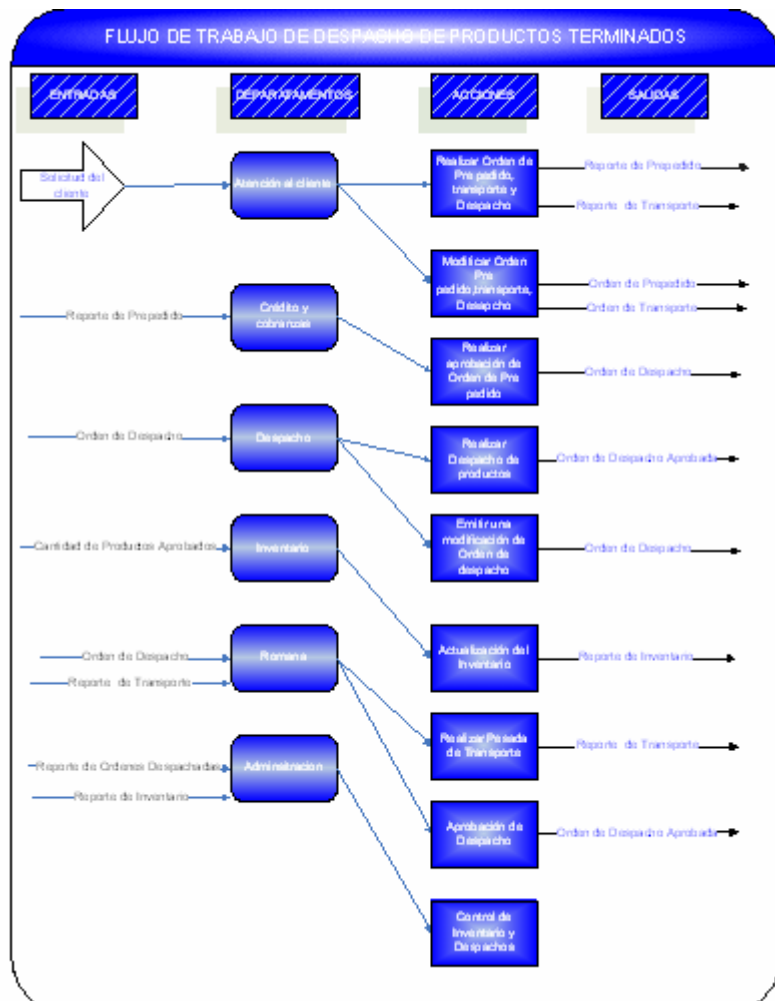 FLUJO DE TRABAJO DE DESPACHO DE PRODUCTOS TERMINADOS
ENTRADAS
DEPARATAMENTOS
ACCIONES
SALIDAS
Solicitud del
cliente
Atención al cliente
Realizar Orden de
Pre pedido,
transporte y
Despacho
Reporte de Prepedido
Reporte de Transporte
Modificar Orden
Pre
pedido,transporte,
Desapcho
Orden de Prepedido
Orden de Transporte
Reporte de Prepedido
Crédito y
cobranzas
Realizar
aprobación de
Orden de Pre
pedido
Orden de Despacho
Orden de Despacho
Despacho
Realizar
Despacho de
productos
Orden de Despacho Aprobada
Emitir una
modificación de
Orden de
despacho
Orden de Despacho
Cantidad de Productos Aprobados
Inventario
Actualización del
Inventario
Reporte de Inventario
Orden de Despacho
Reporte de Transporte
Romana
Realizar Pesada
de Transporte
Reporte de Transporte
Reporte de Ordenes Despachadas
Reporte de Inventario
Administracion
Aprobación de
Despacho
Orden de Despacho Aprobada
Control de
Inventario y
Despachos